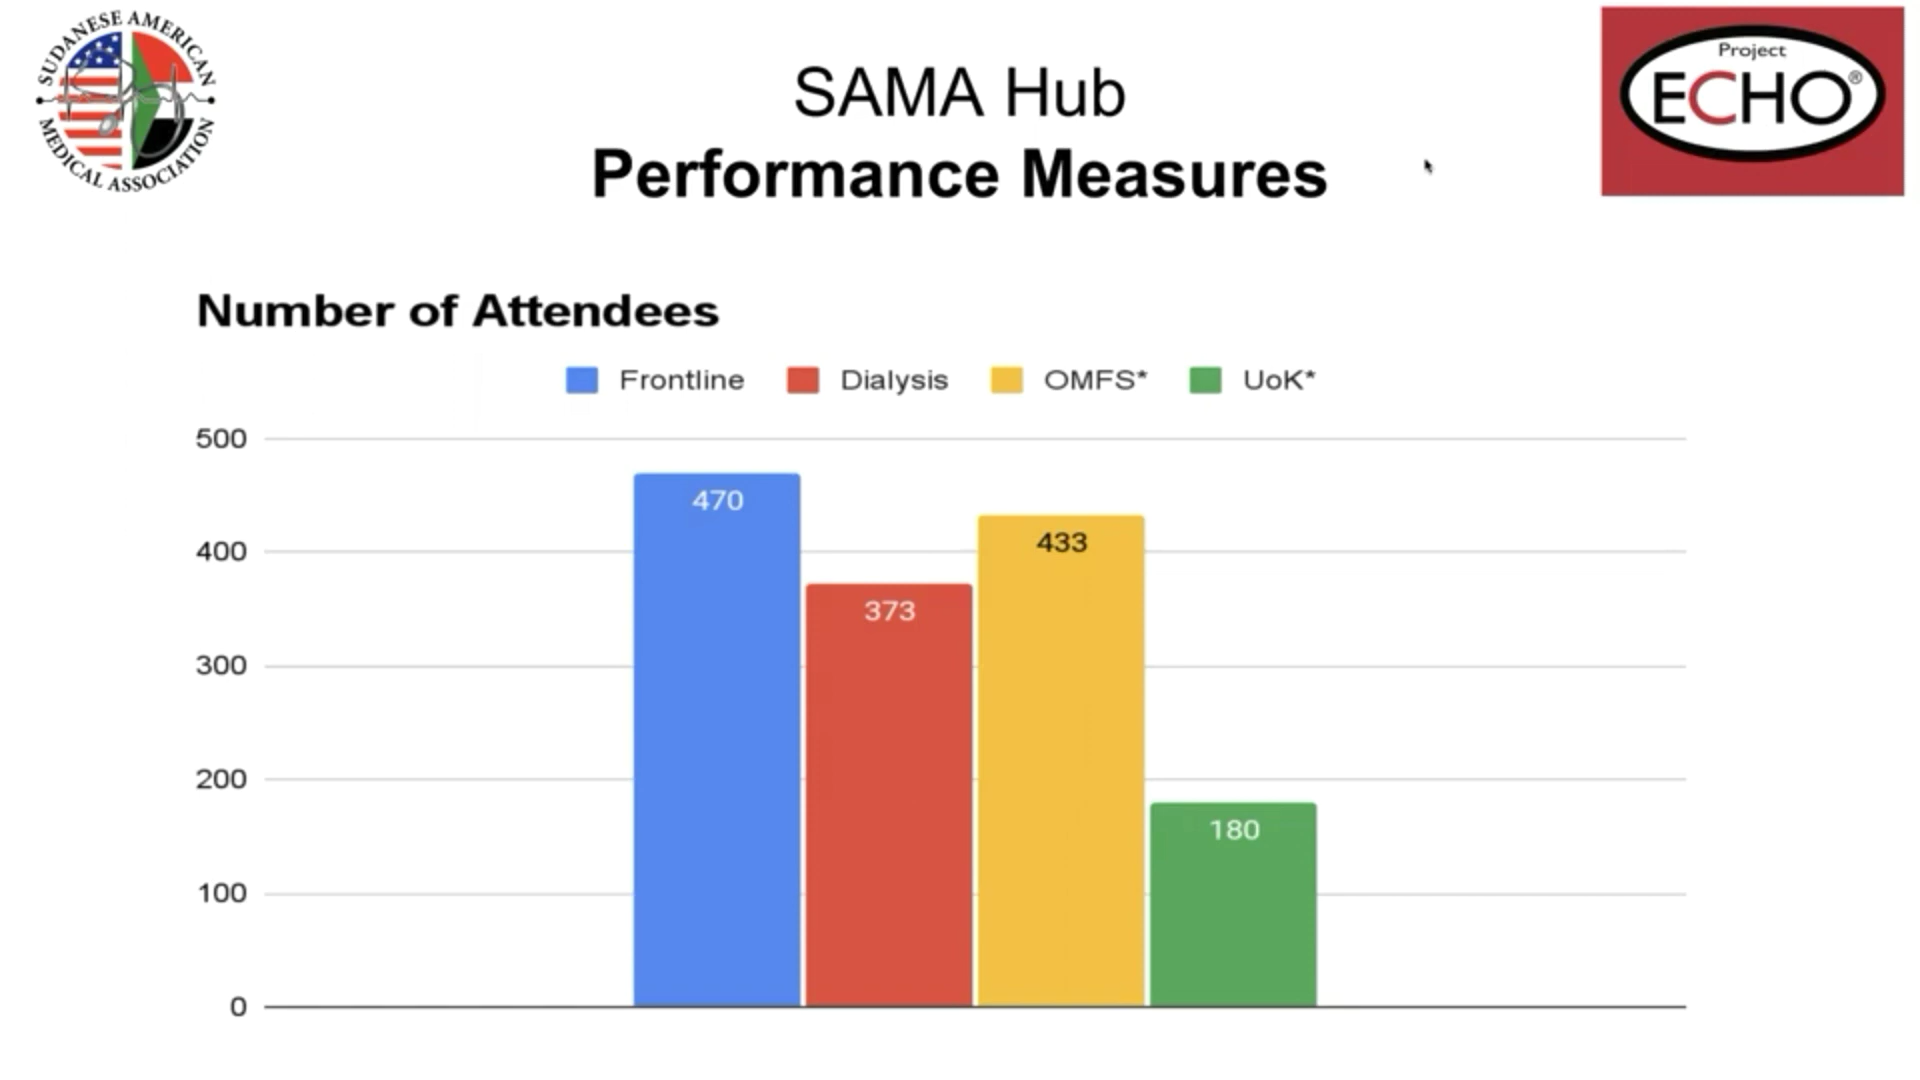 SUDANESE AMERICAN
MEDICAL ASSOCIATION
SAMA Hub
Performance Measures
Project
ECHO®
Number of Attendees
Frontline Dialysis OMFS* UoK*
500
470
433
400
373
300
200
180
100
0